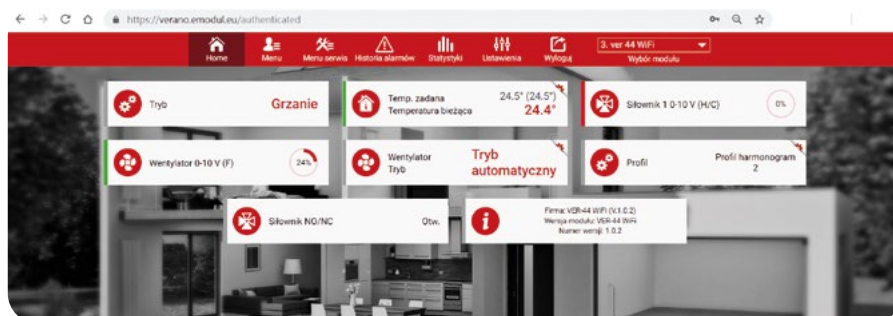 https://verano.emodul.eu/authenticated
Home
Menu
Menu serwis
Historia alarmów
Statystyki
Ustawienia
Wyloguj
3. ver 44 WiFi
Wybór modułu
Tryb
Grzanie
Temp. zadana
24.5° (24.5°)
Temperatura bieżąca
24.4°
Siłownik 1 0-10 V (H/C)
0%
Wentylator 0-10 V (F)
24%
Wentylator
Tryb
Tryb
automatyczny
Profil
Profil harmonogram
2
Siłownik NO/NC
Otw.
Firma: VER-44 WiFi (V.1.0.2)
Wersja modułu: VER-44 WiFi
Numer wersji: 1.0.2